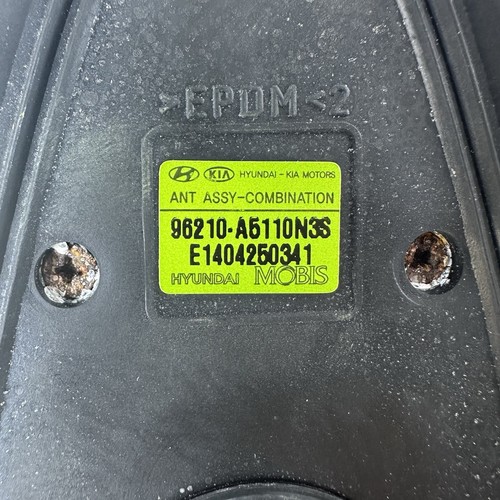 >EPDM<2
KIA HYUNDAI - KIA MOTORS
ANT ASSY-COMBINATION
96210-A5110N3S
E1404250341
HYUNDAI MOBIS